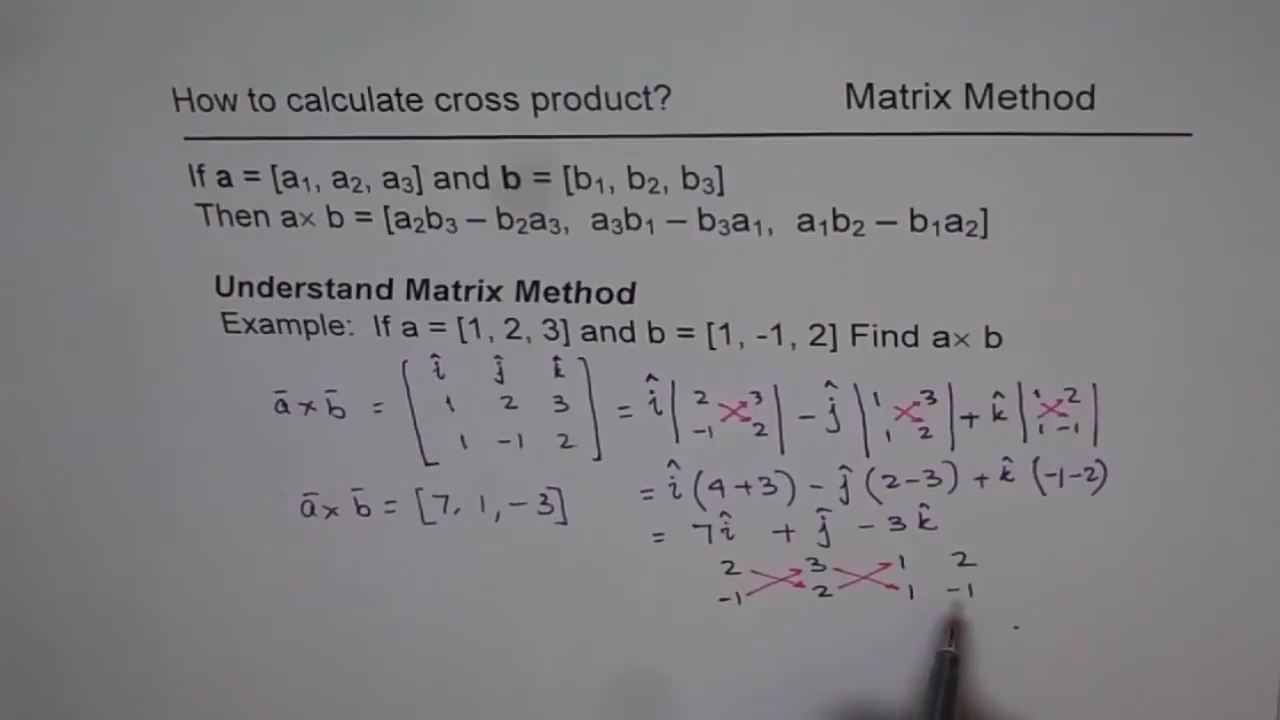 How to calculate cross product? Matrix Method
If a = [a₁, a₂, a₃] and b = [b₁, b₂, b₃]
Then a× b = [a₂b₃ – b₂a₃, a₃b₁ – b₃a₁, a₁b₂ – b₁a₂]
Understand Matrix Method
Example: If a = [1, 2, 3] and b = [1, -1, 2] Find a× b
î ĵ k̂
ā × b̄ = 1 2 3 = î | 2 3 | - ĵ | 1 3 | + k̂ | 1 2 |
1 -1 2 -1 2 1 2 1 -1
= î (4+3) - ĵ (2-3) + k̂ (-1-2)
ā × b̄ = [7, 1, -3]
= 7î + ĵ - 3k̂
2 3 1 2
-1 2 1 -1